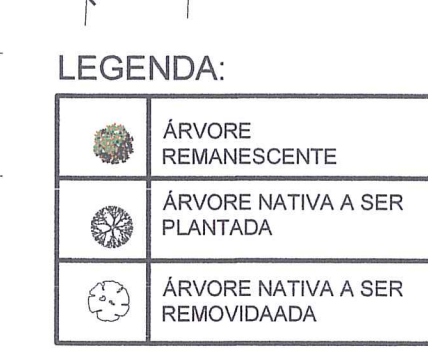 LEGENDA:
ÁRVORE
REMANESCENTE
ÁRVORE NATIVA A SER
PLANTADA
ÁRVORE NATIVA A SER
REMOVIDAADA